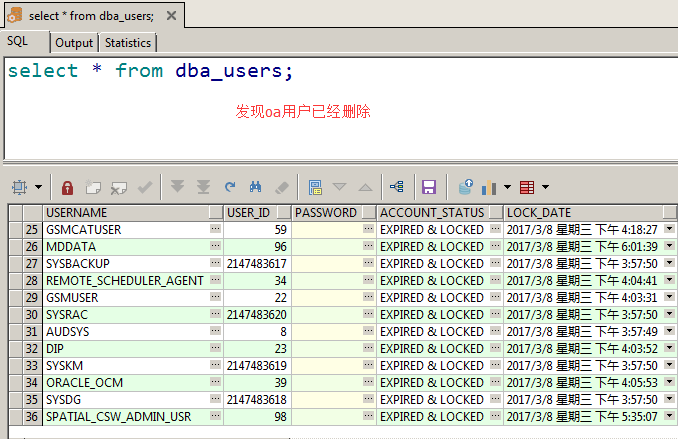 select * from dba_users;
SQL Output Statistics
select * from dba_users;
发现oa用户已经删除
USERNAME USER_ID PASSWORD ACCOUNT_STATUS LOCK_DATE
25 GSMCATUSER 59 EXPIRED & LOCKED 2017/3/8 星期三 下午 4:18:27
26 MDDATA 96 EXPIRED & LOCKED 2017/3/8 星期三 下午 6:01:39
27 SYSBACKUP 2147483617 EXPIRED & LOCKED 2017/3/8 星期三 下午 3:57:50
28 REMOTE_SCHEDULER_AGENT 34 EXPIRED & LOCKED 2017/3/8 星期三 下午 4:04:41
29 GSMUSER 22 EXPIRED & LOCKED 2017/3/8 星期三 下午 4:03:31
30 SYSRAC 2147483620 EXPIRED & LOCKED 2017/3/8 星期三 下午 3:57:50
31 AUDSYS 8 EXPIRED & LOCKED 2017/3/8 星期三 下午 3:57:49
32 DIP 23 EXPIRED & LOCKED 2017/3/8 星期三 下午 4:03:52
33 SYSKM 2147483619 EXPIRED & LOCKED 2017/3/8 星期三 下午 3:57:50
34 ORACLE_OCM 39 EXPIRED & LOCKED 2017/3/8 星期三 下午 4:05:53
35 SYSDG 2147483618 EXPIRED & LOCKED 2017/3/8 星期三 下午 3:57:50
36 SPATIAL_CSW_ADMIN_USR 98 EXPIRED & LOCKED 2017/3/8 星期三 下午 5:35:07